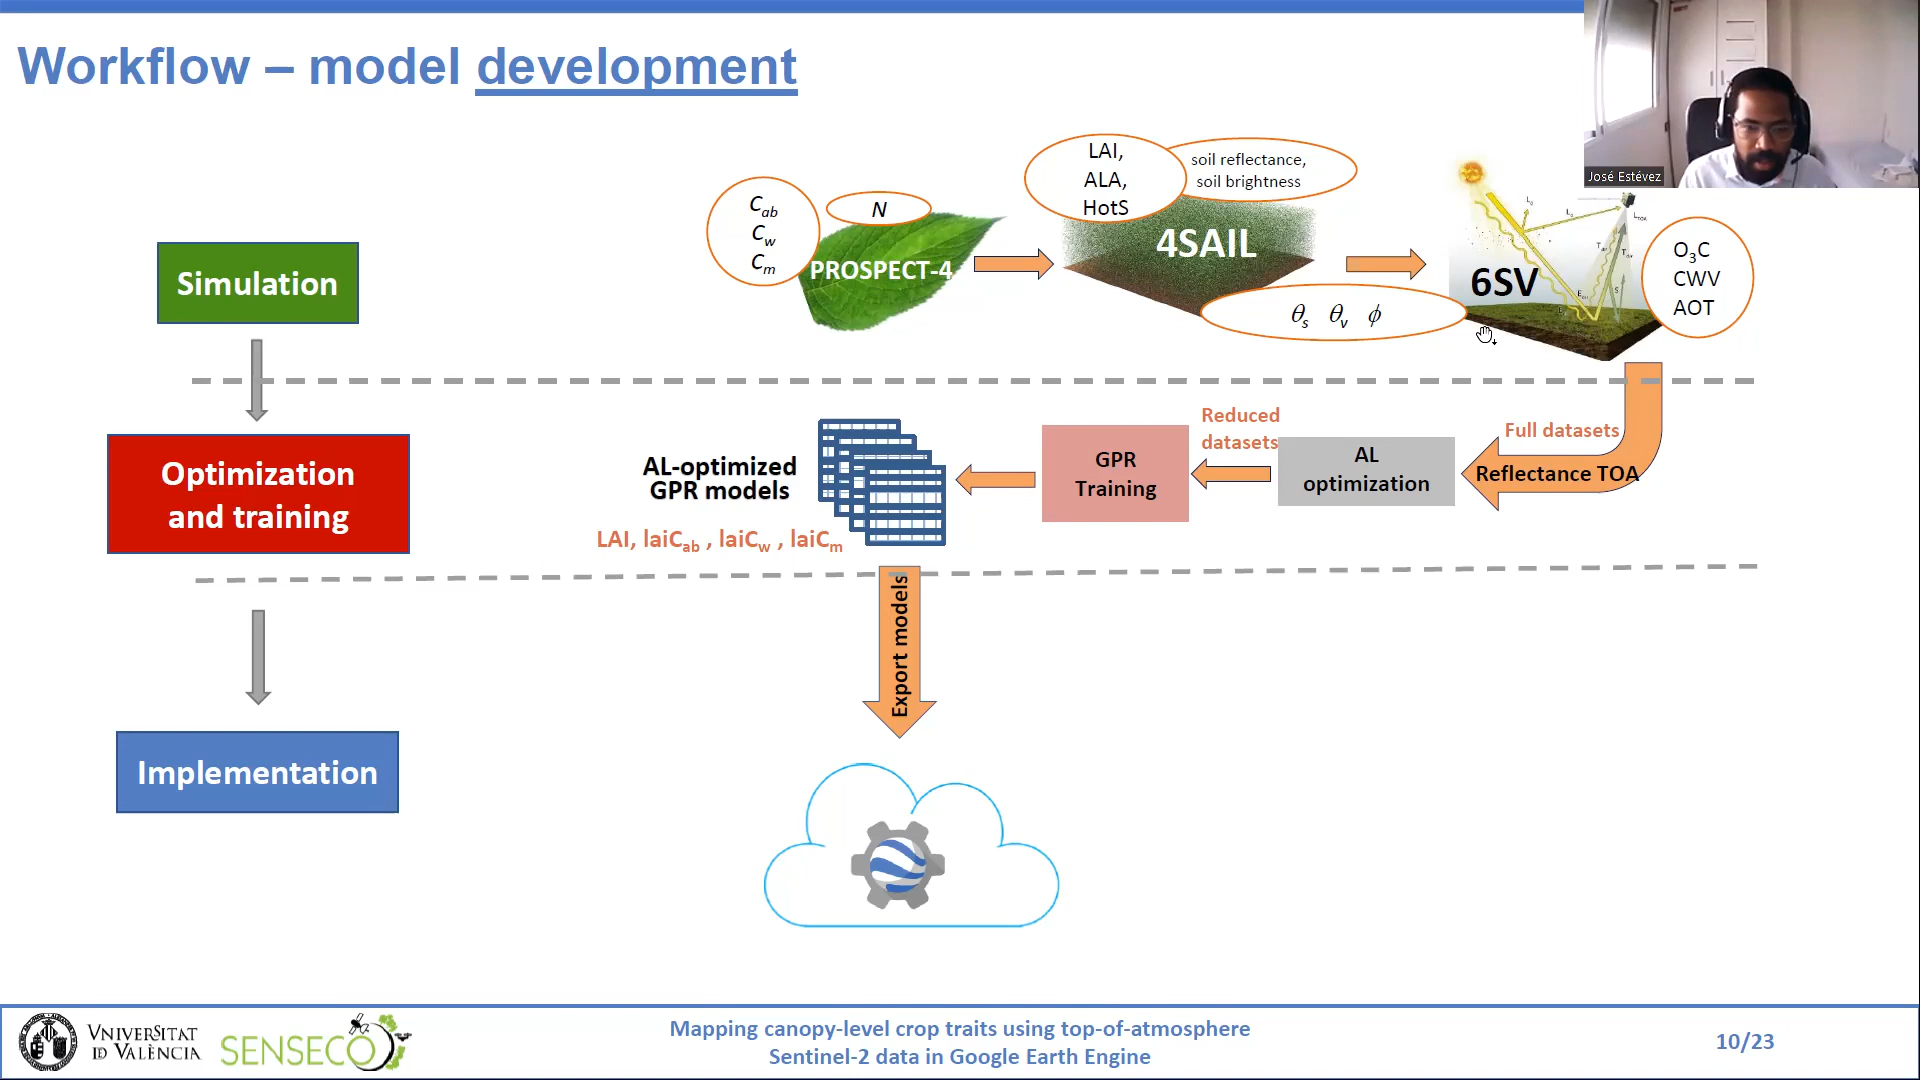 Workflow – model development
José Estévez
LAI,
ALA,
HotS
soil reflectance,
soil brightness
Cab
Cw
Cm
N
PROSPECT-4
4SAIL
6SV
O3C
CWV
AOT
θs θv ϕ
Simulation
Optimization
and training
Implementation
Full datasets
Reflectance TOA
AL
optimization
Reduced
datasets
GPR
Training
AL-optimized
GPR models
LAI, laiCab , laiCw , laiCm
Export models
VNIVERSITAT
ID VALÈNCIA
SENSECO
Mapping canopy-level crop traits using top-of-atmosphere
Sentinel-2 data in Google Earth Engine
10/23